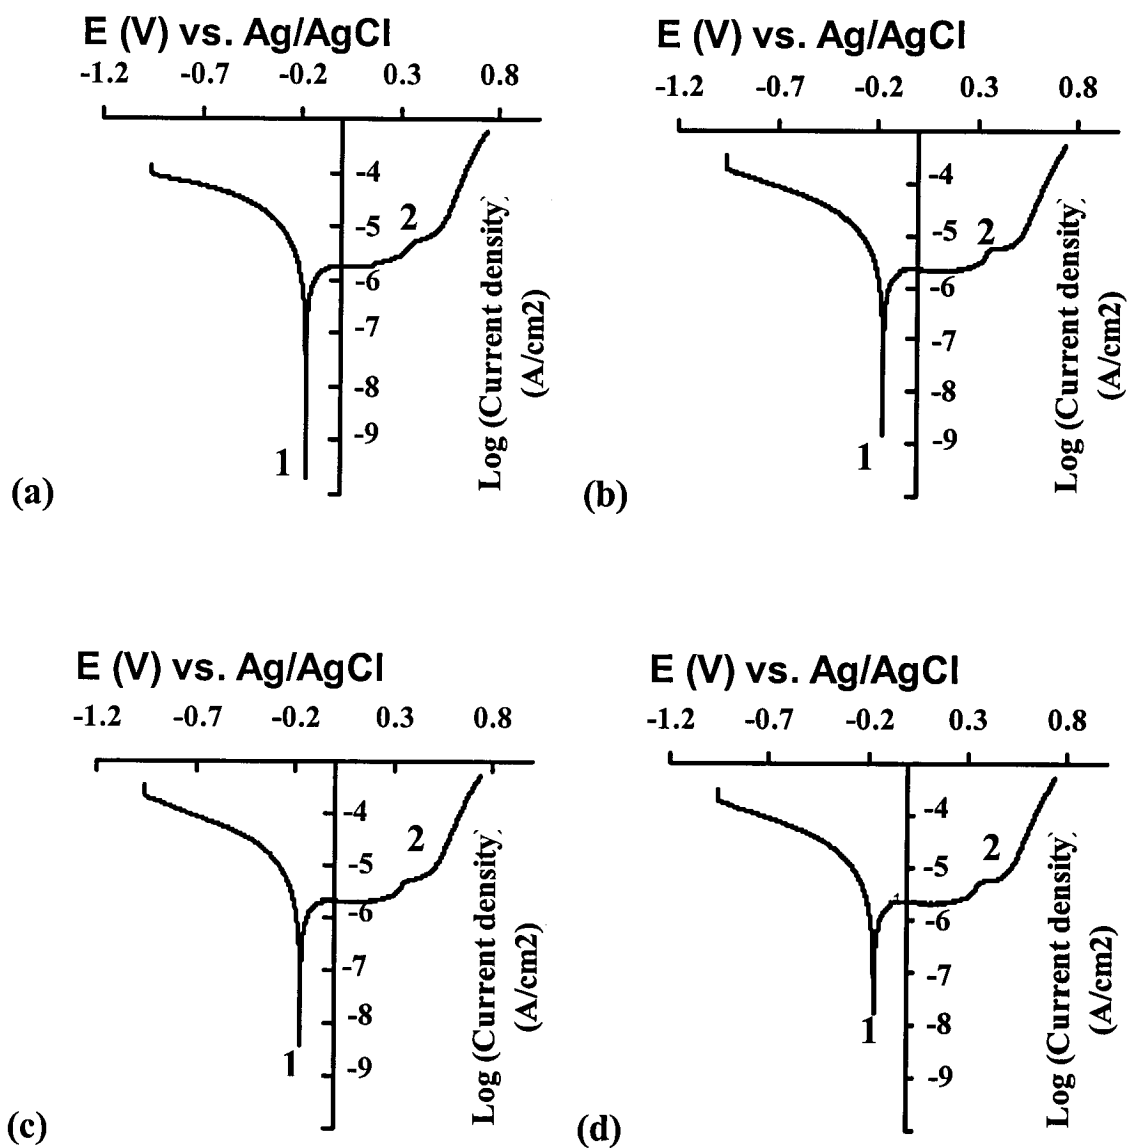 E (V) vs. Ag/AgCl
-1.2 -0.7 -0.2 0.3 0.8
-4
-5
-6
-7
-8
-9
2
1
Log (Current density)
(A/cm2)
(a)
E (V) vs. Ag/AgCl
-1.2 -0.7 -0.2 0.3 0.8
-4
-5
-6
-7
-8
-9
2
1
Log (Current density)
(A/cm2)
(b)
E (V) vs. Ag/AgCl
-1.2 -0.7 -0.2 0.3 0.8
-4
-5
-6
-7
-8
-9
2
1
Log (Current density)
(A/cm2)
(c)
E (V) vs. Ag/AgCl
-1.2 -0.7 -0.2 0.3 0.8
-4
-5
-6
-7
-8
-9
2
1
Log (Current density)
(A/cm2)
(d)